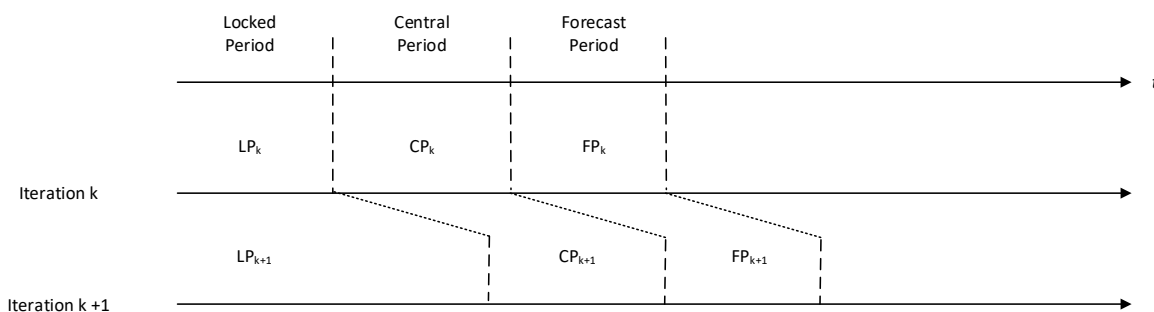 Locked Period
Central Period
Forecast Period
LPk
CPk
FPk
Iteration k
LPk+1
CPk+1
FPk+1
Iteration k +1